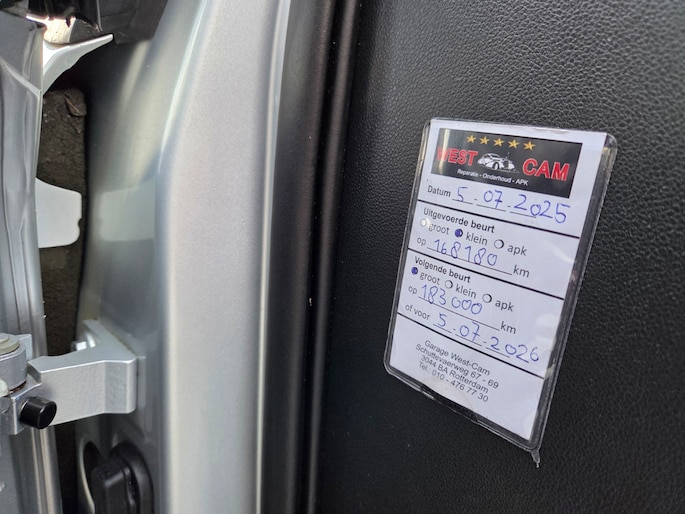 WEST CAM
Reparatie - Onderhoud - APK
Datum 5.07.2025
Uitgevoerde beurt
groot klein apk
op 168180 km
Volgende beurt
groot klein apk
op 183000 km
of voor 5.07.2026
Garage West-Cam
Schuttevaerweg 67 - 69
3044 BA Rotterdam
Tel.: 010 - 476 77 30